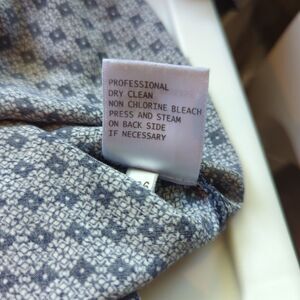 PROFESSIONAL
DRY CLEAN
NON CHLORINE BLEACH
PRESS AND STEAM
ON BACK SIDE
IF NECESSARY